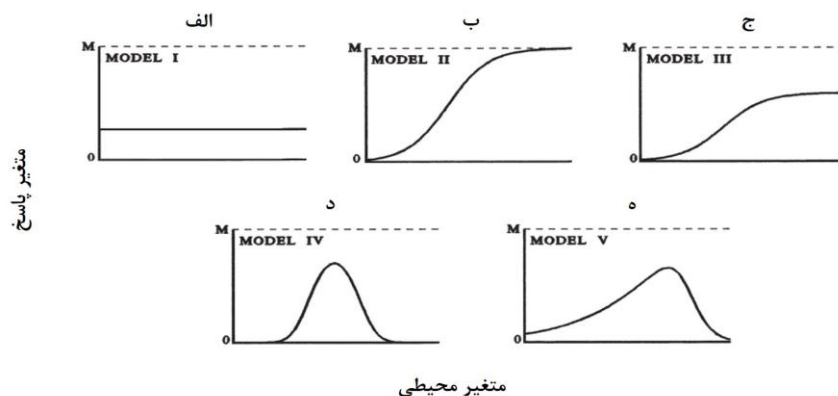 الف
ب
ج
M
MODEL I
0
M
MODEL II
0
M
MODEL III
0
متغیر پاسخ
د
ه
M
MODEL IV
0
M
MODEL V
0
متغیر محیطی